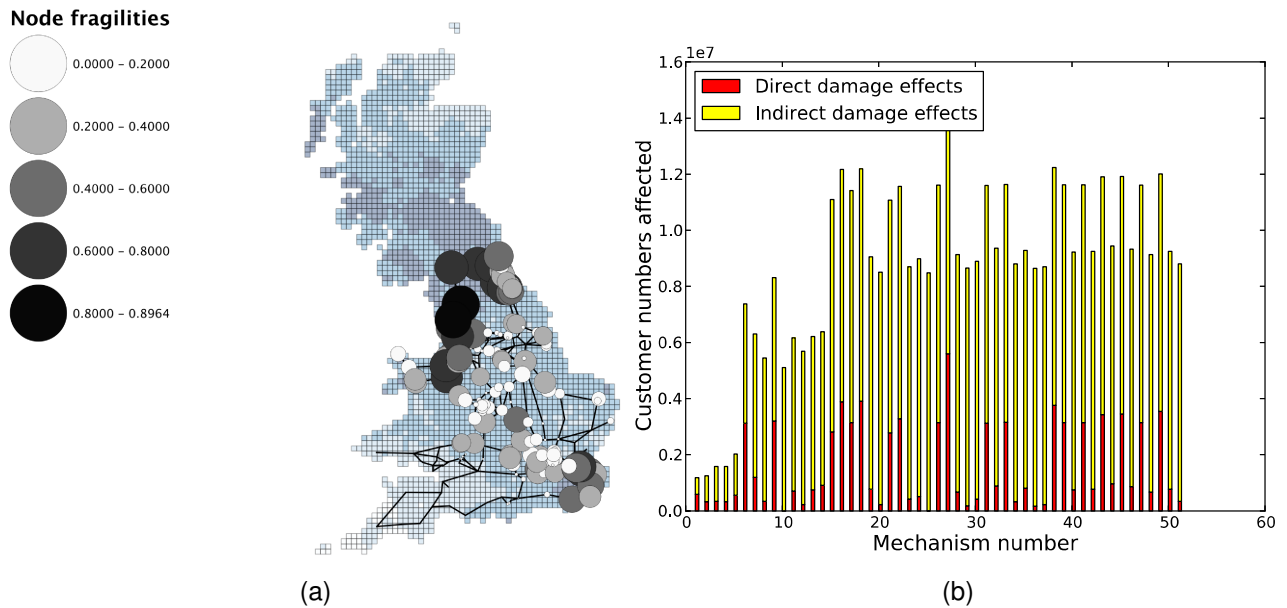 Node fragilities
0.0000 – 0.2000
0.2000 – 0.4000
0.4000 – 0.6000
0.6000 – 0.8000
0.8000 – 0.8964
(a)
1e7
1.6
1.4
1.2
1.0
0.8
0.6
0.4
0.2
0.0
Customer numbers affected
Direct damage effects
Indirect damage effects
0 10 20 30 40 50 60
Mechanism number
(b)